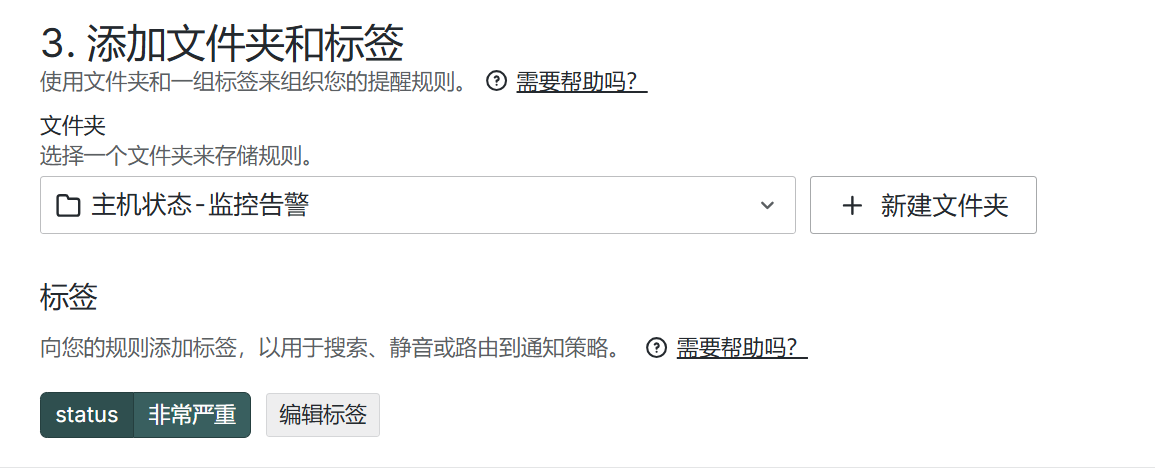 3. 添加文件夹和标签
使用文件夹和一组标签来组织您的提醒规则。 需要帮助吗？
文件夹
选择一个文件夹来存储规则。
主机状态-监控告警 新建文件夹
标签
向您的规则添加标签，以用于搜索、静音或路由到通知策略。 需要帮助吗？
status 非常严重 编辑标签